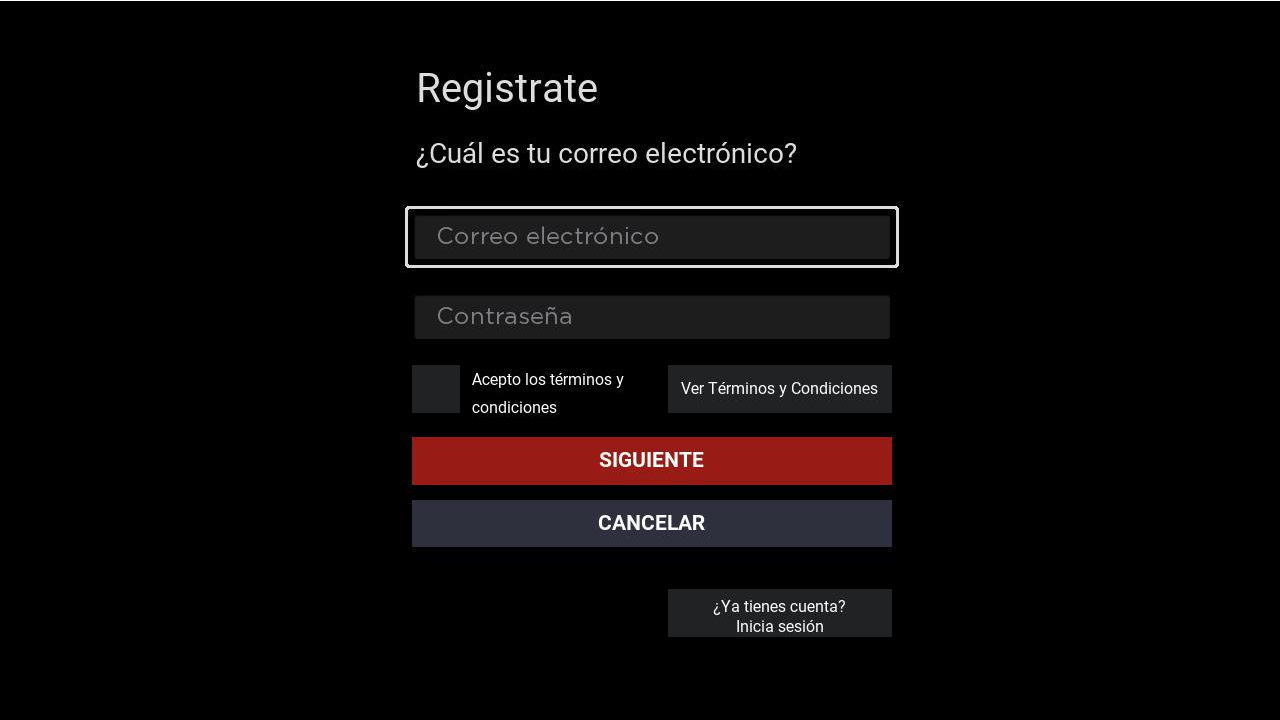 Registrate
¿Cuál es tu correo electrónico?
Correo electrónico
Contraseña
Acepto los términos y
condiciones
Ver Términos y Condiciones
SIGUIENTE
CANCELAR
¿Ya tienes cuenta?
Inicia sesión